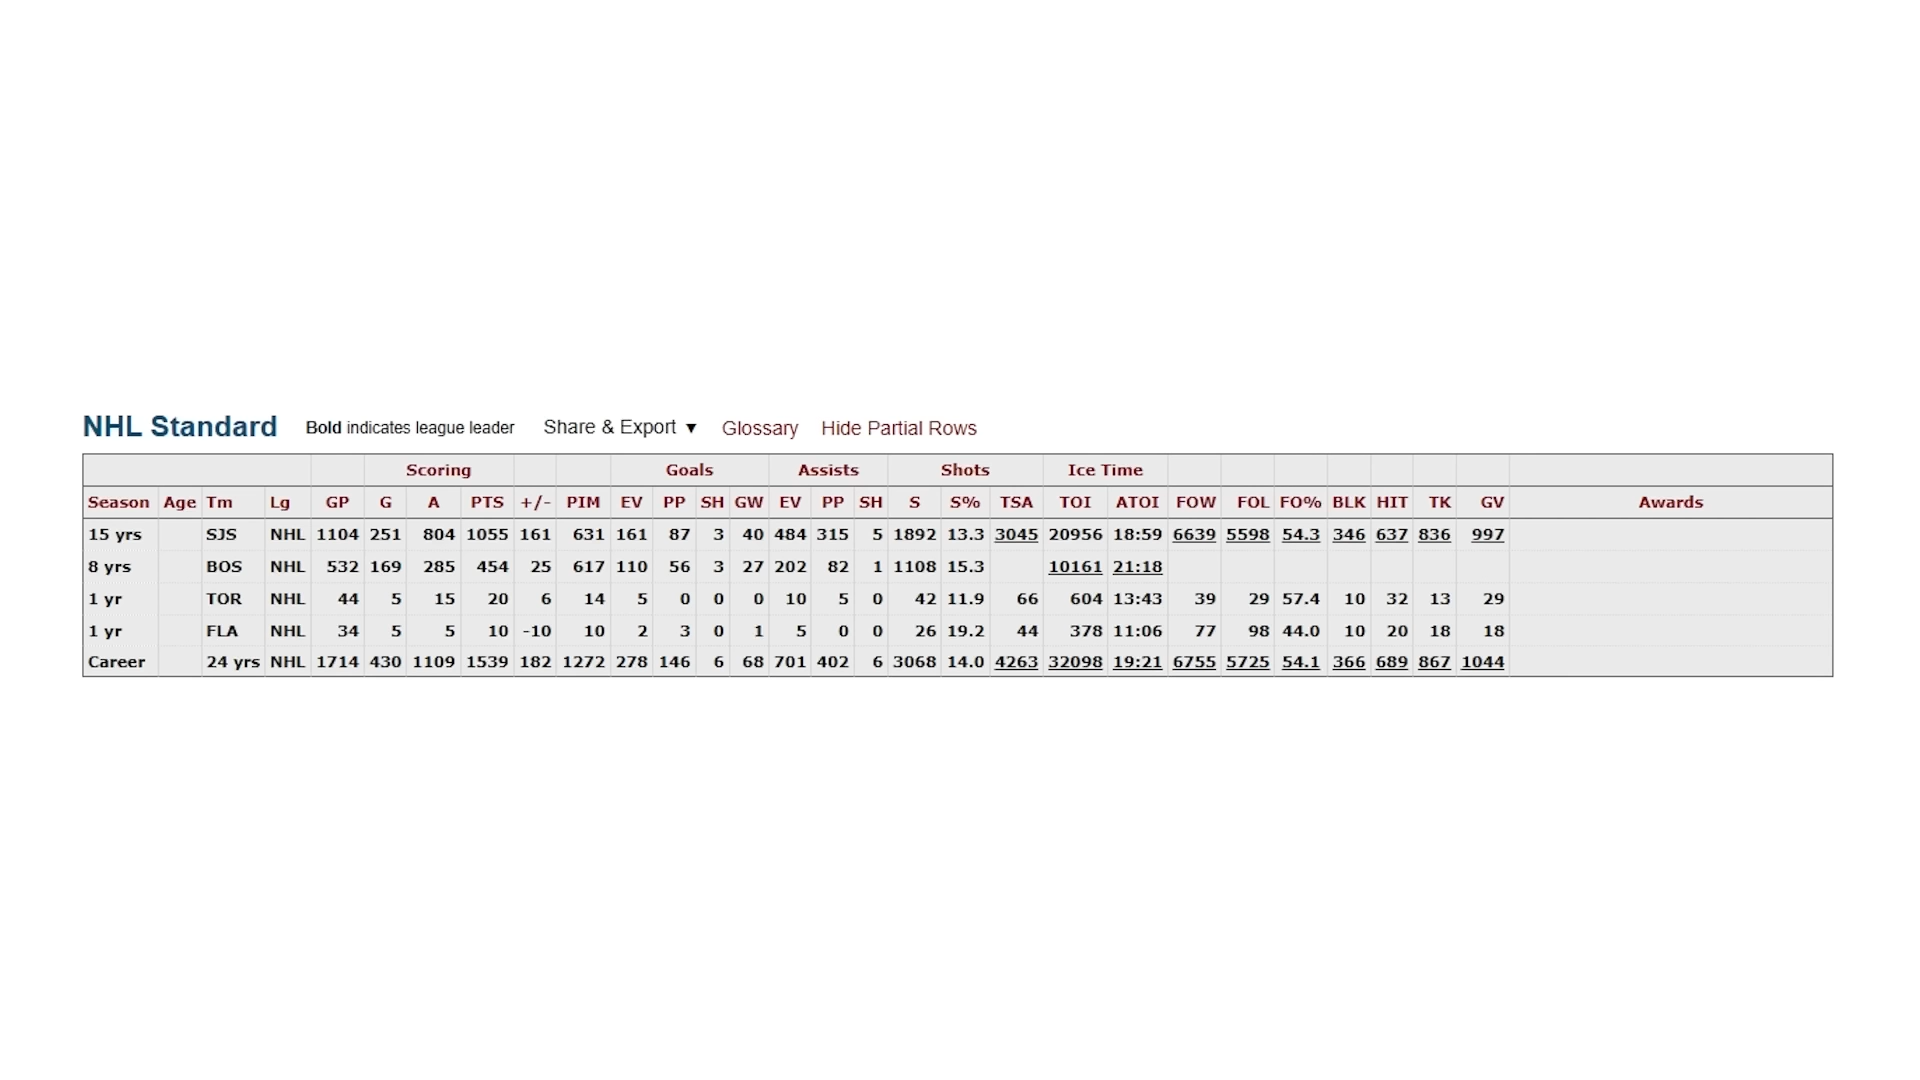 NHL Standard Bold indicates league leader Share & Export ▼ Glossary Hide Partial Rows
Scoring Goals Assists Shots Ice Time
Season Age Tm Lg GP G A PTS +/- PIM EV PP SH GW EV PP SH S S% TSA TOI ATOI FOW FOL FO% BLK HIT TK GV Awards
15 yrs SJS NHL 1104 251 804 1055 161 631 161 87 3 40 484 315 5 1892 13.3 3045 20956 18:59 6639 5598 54.3 346 637 836 997
8 yrs BOS NHL 532 169 285 454 25 617 110 56 3 27 202 82 1 1108 15.3 10161 21:18
1 yr TOR NHL 44 5 15 20 6 14 5 0 0 0 10 5 0 42 11.9 66 604 13:43 39 29 57.4 10 32 13 29
1 yr FLA NHL 34 5 5 10 -10 10 2 3 0 1 5 0 0 26 19.2 44 378 11:06 77 98 44.0 10 20 18 18
Career 24 yrs NHL 1714 430 1109 1539 182 1272 278 146 6 68 701 402 6 3068 14.0 4263 32098 19:21 6755 5725 54.1 366 689 867 1044